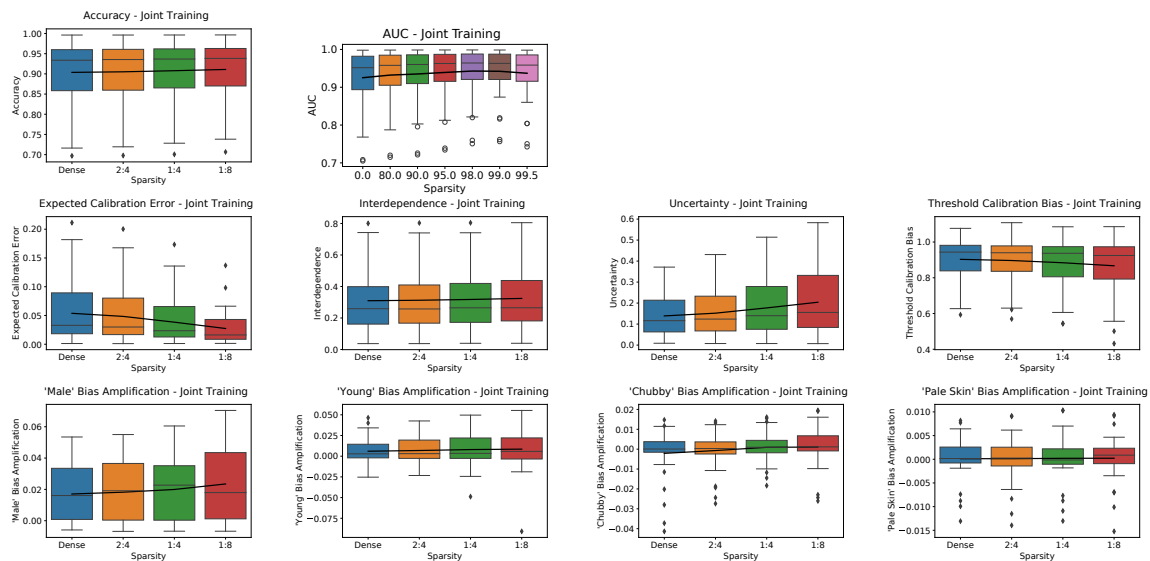 Accuracy - Joint Training
1.00
0.95
0.90
0.85
0.80
0.75
0.70
Accuracy
Dense 2:4 1:4 1:8
Sparsity
AUC - Joint Training
1.0
0.9
0.8
0.7
AUC
0.0 80.0 90.0 95.0 98.0 99.0 99.5
Sparsity
Expected Calibration Error - Joint Training
0.20
0.15
0.10
0.05
0.00
Expected Calibration Error
Dense 2:4 1:4 1:8
Sparsity
Interdependence - Joint Training
0.8
0.6
0.4
0.2
0.0
Interdependence
Dense 2:4 1:4 1:8
Sparsity
Uncertainty - Joint Training
0.6
0.5
0.4
0.3
0.2
0.1
0.0
Uncertainty
Dense 2:4 1:4 1:8
Sparsity
Threshold Calibration Bias - Joint Training
1.0
0.8
0.6
0.4
Threshold Calibration Bias
Dense 2:4 1:4 1:8
Sparsity
'Male' Bias Amplification - Joint Training
0.06
0.04
0.02
0.00
'Male' Bias Amplification
Dense 2:4 1:4 1:8
Sparsity
'Young' Bias Amplification - Joint Training
0.050
0.025
0.000
−0.025
−0.050
−0.075
'Young' Bias Amplification
Dense 2:4 1:4 1:8
Sparsity
'Chubby' Bias Amplification - Joint Training
0.02
0.01
0.00
−0.01
−0.02
−0.03
−0.04
'Chubby' Bias Amplification
Dense 2:4 1:4 1:8
Sparsity
'Pale Skin' Bias Amplification - Joint Training
0.010
0.005
0.000
−0.005
−0.010
−0.015
'Pale Skin' Bias Amplification
Dense 2:4 1:4 1:8
Sparsity